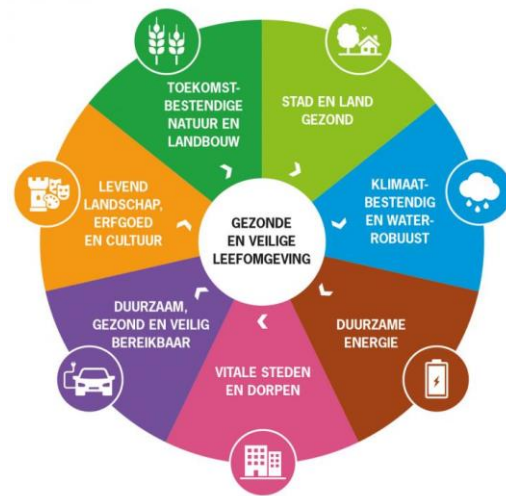 TOEKOMST-
BESTENDIGE
NATUUR EN
LANDBOUW
STAD EN LAND
GEZOND
KLIMAAT-
BESTENDIG
EN WATER-
ROBUUST
DUURZAME
ENERGIE
VITALE STEDEN
EN DORPEN
DUURZAAM,
GEZOND EN VEILIG
BEREIKBAAR
LEVEND
LANDSCHAP,
ERFGOED
EN CULTUUR
GEZONDE
EN VEILIGE
LEEFOMGEVING